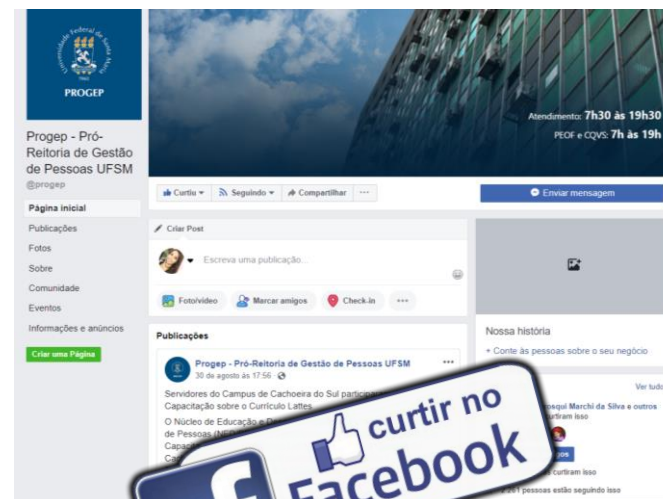 Universidade Federal de Santa Maria
1960
PROGEP
Atendimento: 7h30 às 19h30
PEOF e CQVS: 7h às 19h
Progep - Pró-
Reitoria de Gestão
de Pessoas UFSM
@progep
Curtiu Seguindo Compartilhar ...
Enviar mensagem
Página inicial
Publicações
Fotos
Sobre
Comunidade
Eventos
Informações e anúncios
Criar uma Página
Criar Post
Escreva uma publicação...
Foto/vídeo Marcar amigos Check-in ...
Publicações
Progep - Pró-Reitoria de Gestão de Pessoas UFSM ...
30 de agosto às 17:56
Servidores do Campus de Cachoeira do Sul
Capacitação sobre o Currículo Lattes
O Núcleo de Educação e
de Pessoas
Nossa história
+ Conte às pessoas sobre o seu negócio
Ver tudo
Marchi da Silva e outros
curtiram isso
curtiram isso
pessoas estão seguindo isso
curtir no
Facebook